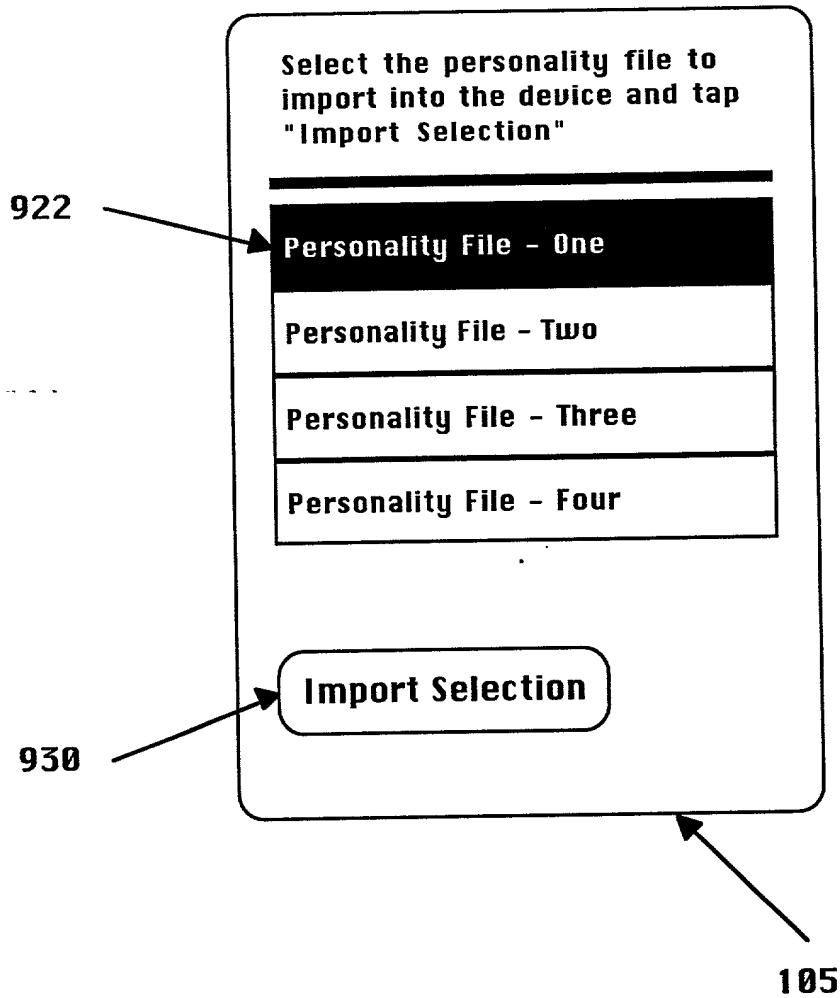 Select the personality file to
import into the device and tap
"Import Selection"
922
Personality File - One
Personality File - Two
Personality File - Three
Personality File - Four
Import Selection
930
105